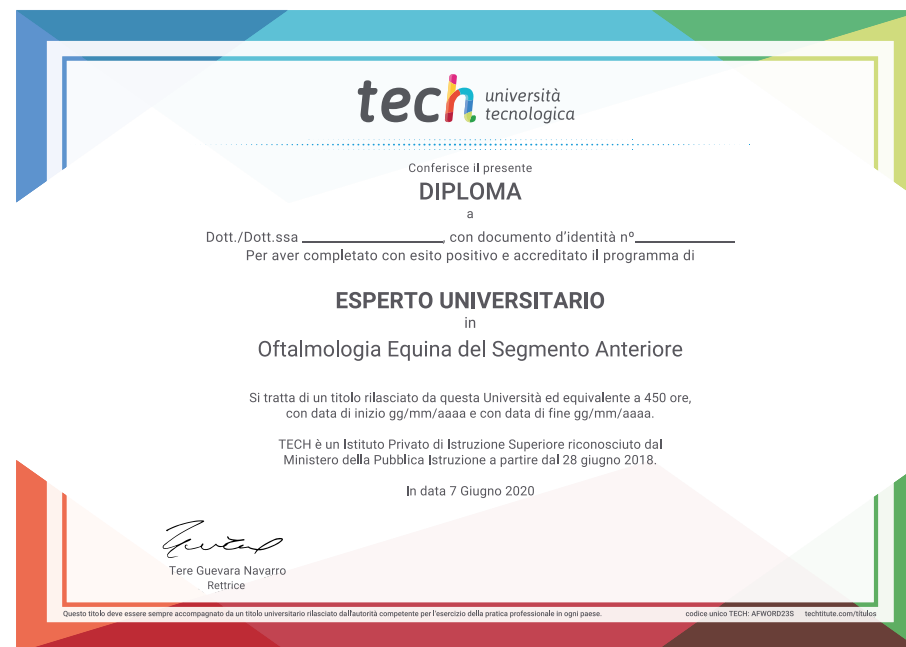 tech università
tecnologica
Conferisce il presente
DIPLOMA
a
Dott./Dott.ssa ________________, con documento d'identità nº____________
Per aver completato con esito positivo e accreditato il programma di
ESPERTO UNIVERSITARIO
in
Oftalmologia Equina del Segmento Anteriore
Si tratta di un titolo rilasciato da questa Università ed equivalente a 450 ore,
con data di inizio gg/mm/aaaa e con data di fine gg/mm/aaaa.
TECH è un Istituto Privato di Istruzione Superiore riconosciuto dal
Ministero della Pubblica Istruzione a partire dal 28 giugno 2018.
In data 7 Giugno 2020
Tere Guevara Navarro
Rettrice
Questo titolo deve essere sempre accompagnato da un titolo universitario rilasciato dall'autorità competente per l'esercizio della pratica professionale in ogni paese. codice unico TECH: AFWORD23S techtitute.com/títulos